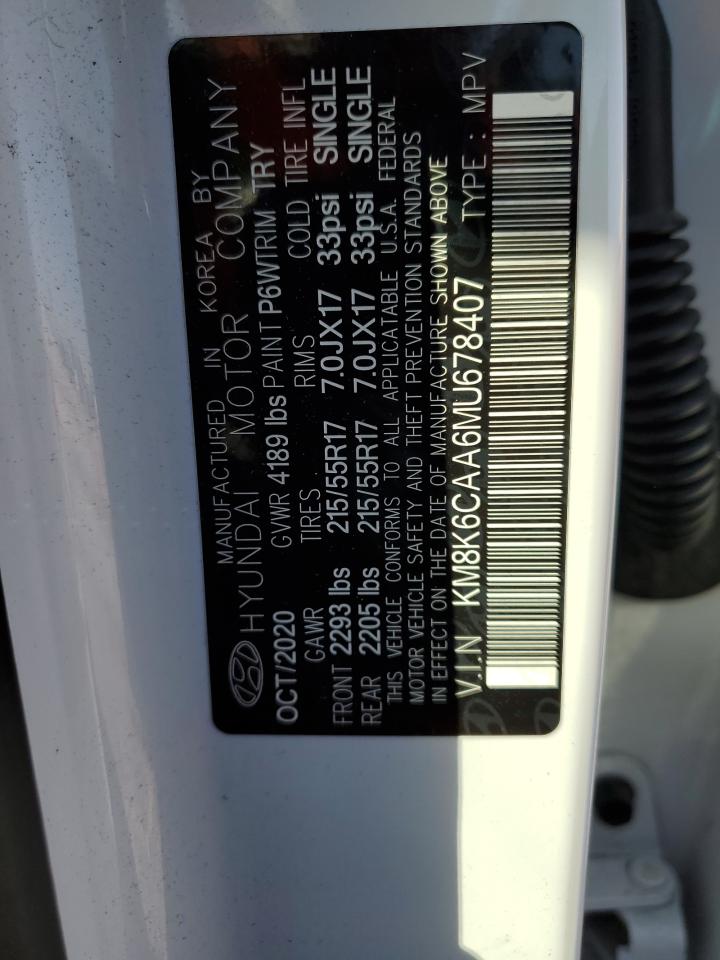 MANUFACTURED IN KOREA BY
HYUNDAI MOTOR COMPANY
OCT/2020 GVWR 4189 lbs PAINT P6WTRIM TRY
GAWR TIRES RIMS COLD TIRE INFL
FRONT 2293 lbs 215/55R17 7.0JX17 33psi SINGLE
REAR 2205 lbs 215/55R17 7.0JX17 33psi SINGLE
THIS VEHICLE CONFORMS TO ALL APPLICABLE U.S.A. FEDERAL
MOTOR VEHICLE SAFETY AND THEFT PREVENTION STANDARDS
IN EFFECT ON THE DATE OF MANUFACTURE SHOWN ABOVE
V.I.N KM8K6CAA6MU678407 TYPE : MPV